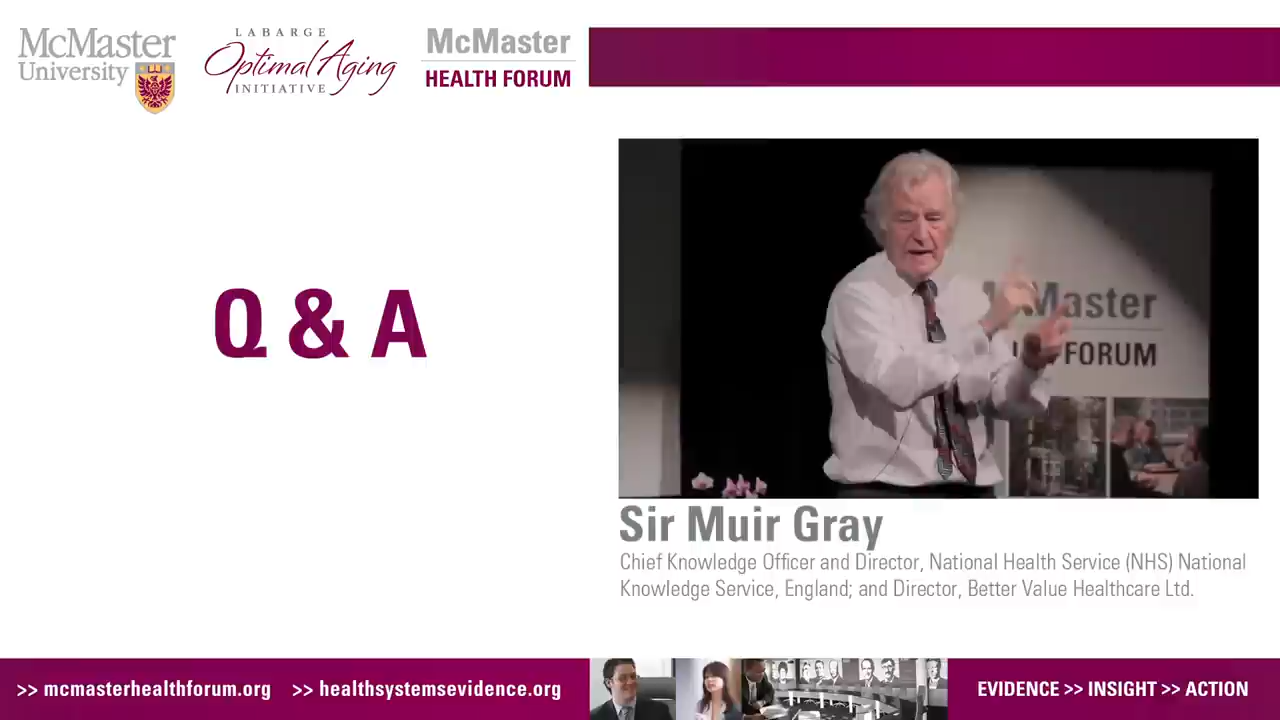 McMaster
University
LABARGE
Optimal Aging
INITIATIVE
McMaster
HEALTH FORUM
Q & A
Master
FORUM
Sir Muir Gray
Chief Knowledge Officer and Director, National Health Service (NHS) National
Knowledge Service, England; and Director, Better Value Healthcare Ltd.
>> mcmasterhealthforum.org >> healthsystemsevidence.org
EVIDENCE >> INSIGHT >> ACTION